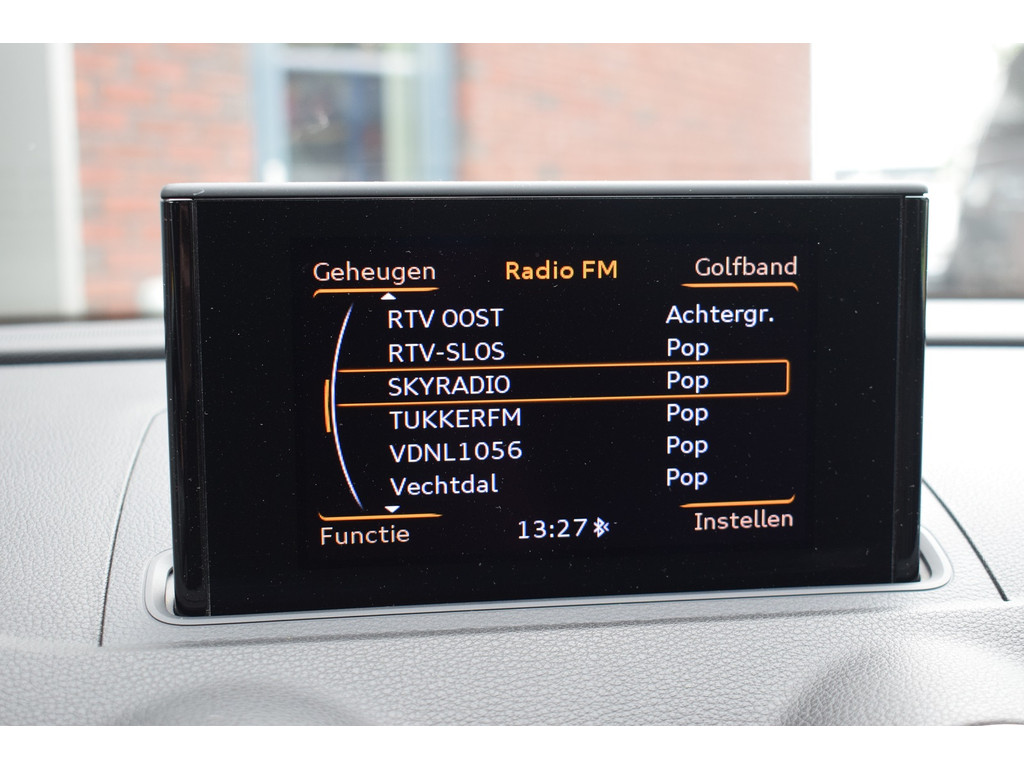 Geheugen Radio FM Golfband
RTV OOST Achtergr.
RTV-SLOS Pop
SKYRADIO Pop
TUKKERFM Pop
VDNL1056 Pop
Vechtdal Pop
Functie 13:27 Instellen